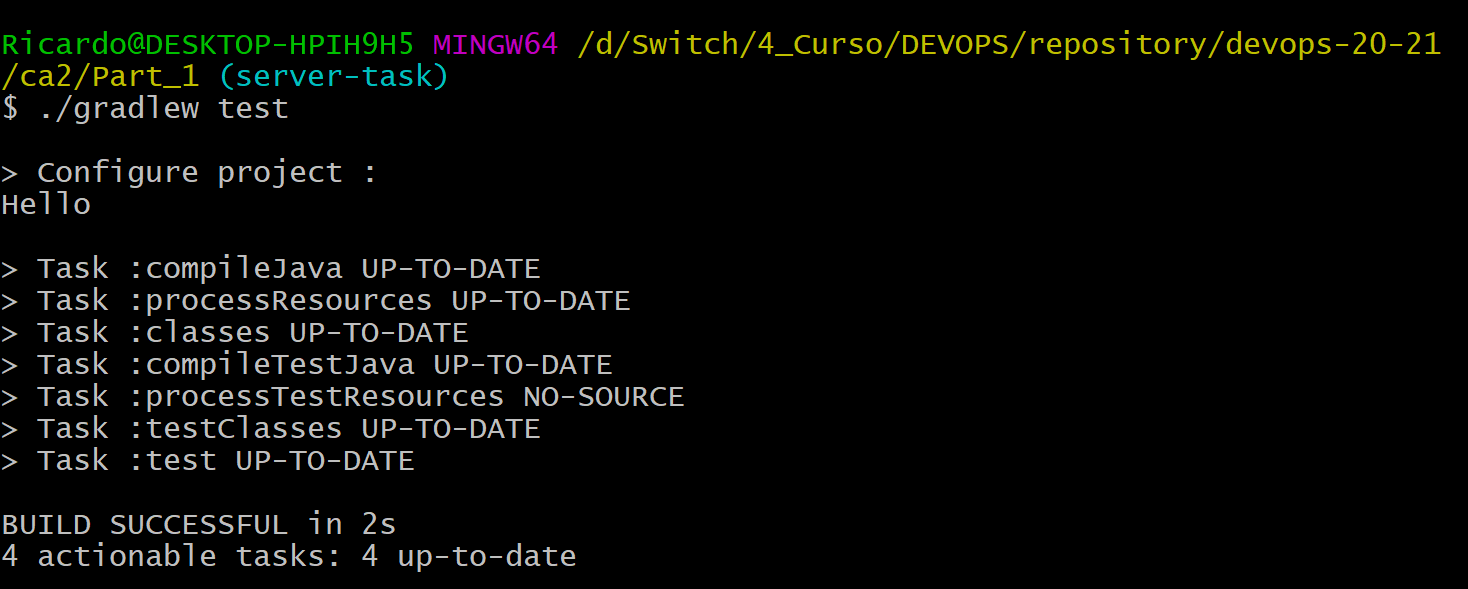 Ricardo@DESKTOP-HPIH9H5 MINGW64 /d/Switch/4_Curso/DEVOPS/repository/devops-20-21
/ca2/Part_1 (server-task)
$ ./gradlew test
> Configure project :
Hello
> Task :compileJava UP-TO-DATE
> Task :processResources UP-TO-DATE
> Task :classes UP-TO-DATE
> Task :compileTestJava UP-TO-DATE
> Task :processTestResources NO-SOURCE
> Task :testClasses UP-TO-DATE
> Task :test UP-TO-DATE
BUILD SUCCESSFUL in 2s
4 actionable tasks: 4 up-to-date